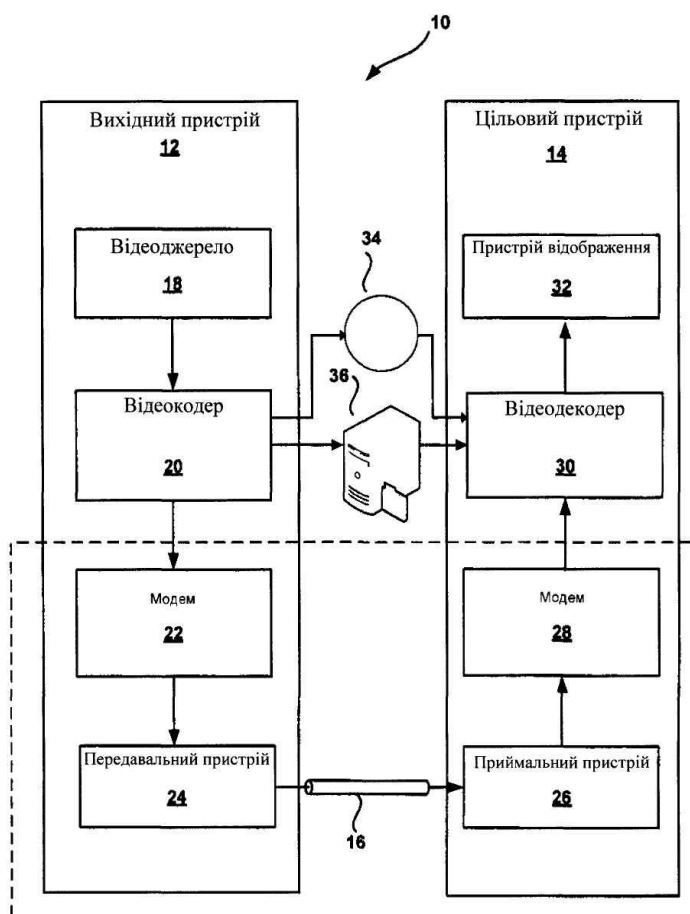 10
Вихідний пристрій
12
Цільовий пристрій
14
Відеоджерело
18
34
Пристрій відображення
32
36
Відеокодер
20
Відеодекодер
30
Модем
22
Модем
28
Передавальний пристрій
24
16
Приймальний пристрій
26